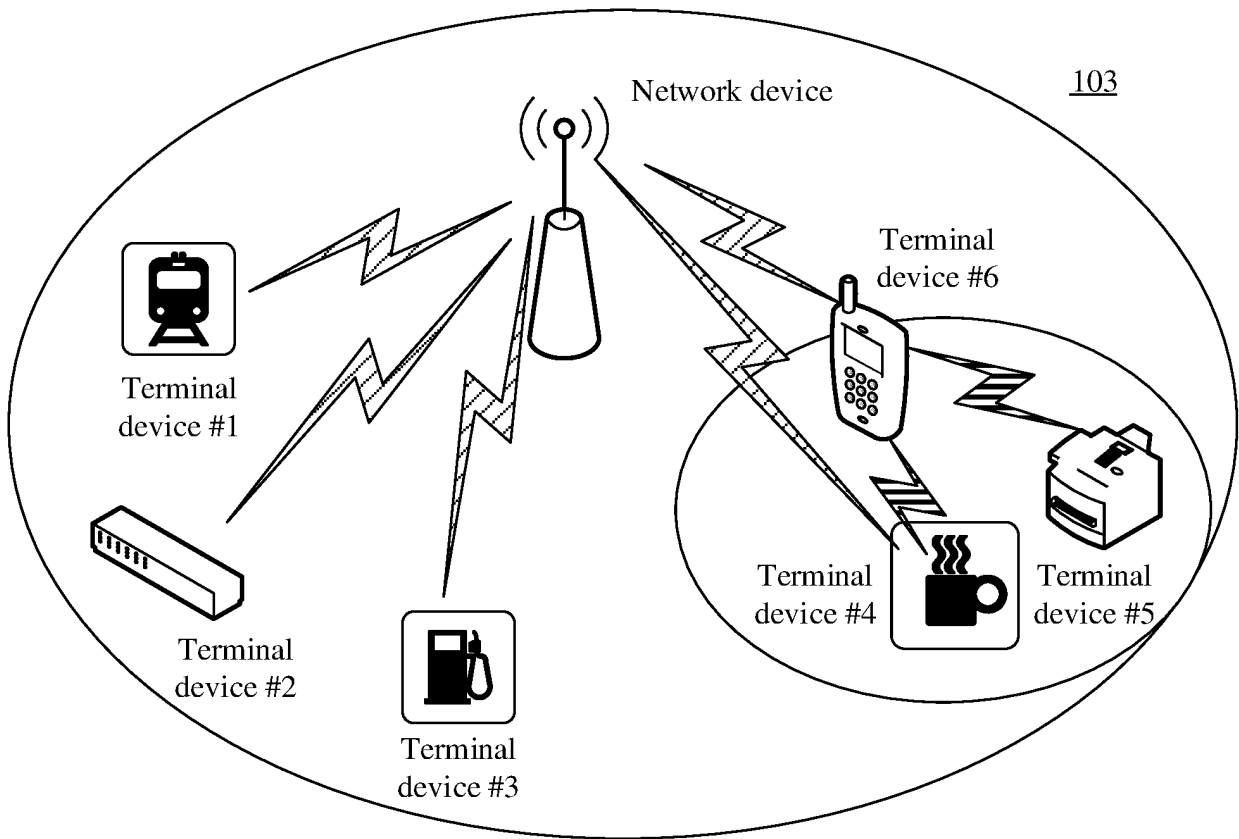 103
Network device
Terminal
device #6
Terminal
device #1
Terminal
device #4
Terminal
device #5
Terminal
device #2
Terminal
device #3